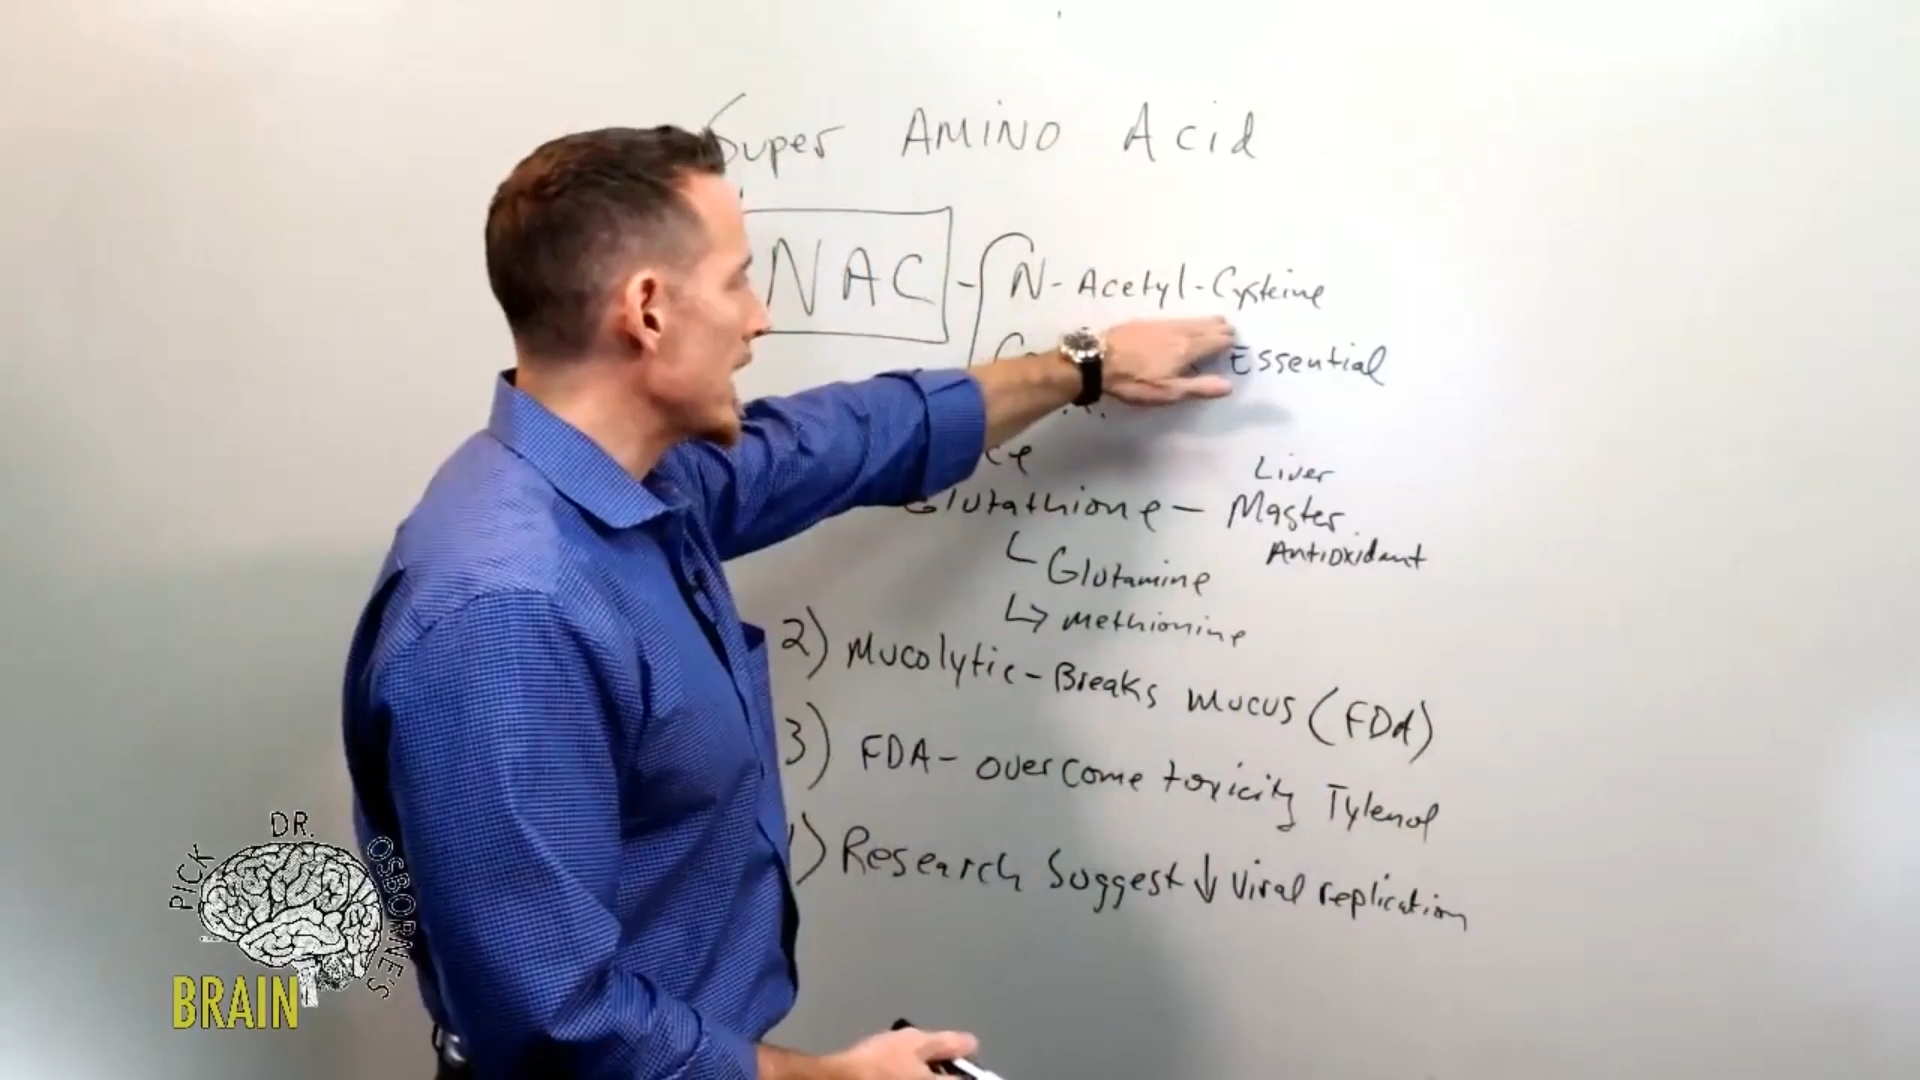 Super AMINO Acid
NAC - N-Acetyl-Cysteine
Essential
Liver
Glutathione - Master
Antioxidant
Glutamine
methionine
2) Mucolytic - Breaks mucus (FDA)
3) FDA - overcome toxicity Tylenol
) Research Suggest ↓ Viral replication
PICK DR. OSBORNE'S
BRAIN